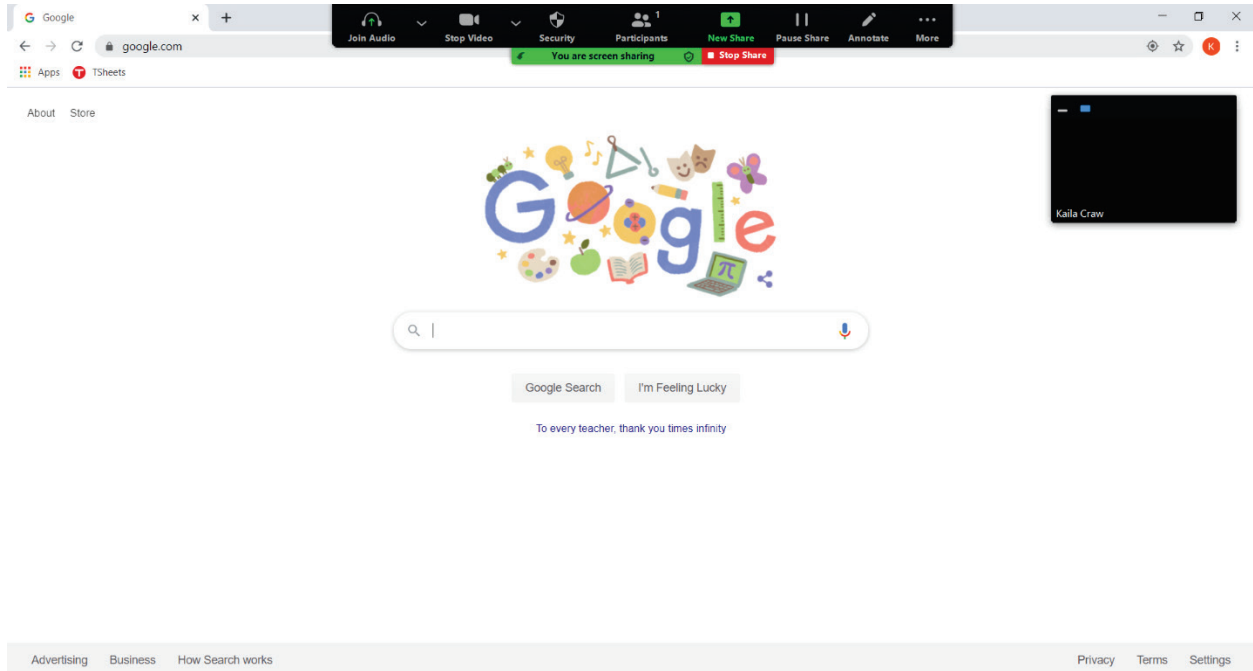 Google
google.com
Join Audio
Stop Video
Security
Participants
1
New Share
Pause Share
Annotate
More
You are screen sharing
Stop Share
K
Apps
TSheets
About Store
Kaila Craw
Google
π
Google Search
I'm Feeling Lucky
To every teacher, thank you times infinity
Advertising Business How Search works
Privacy Terms Settings